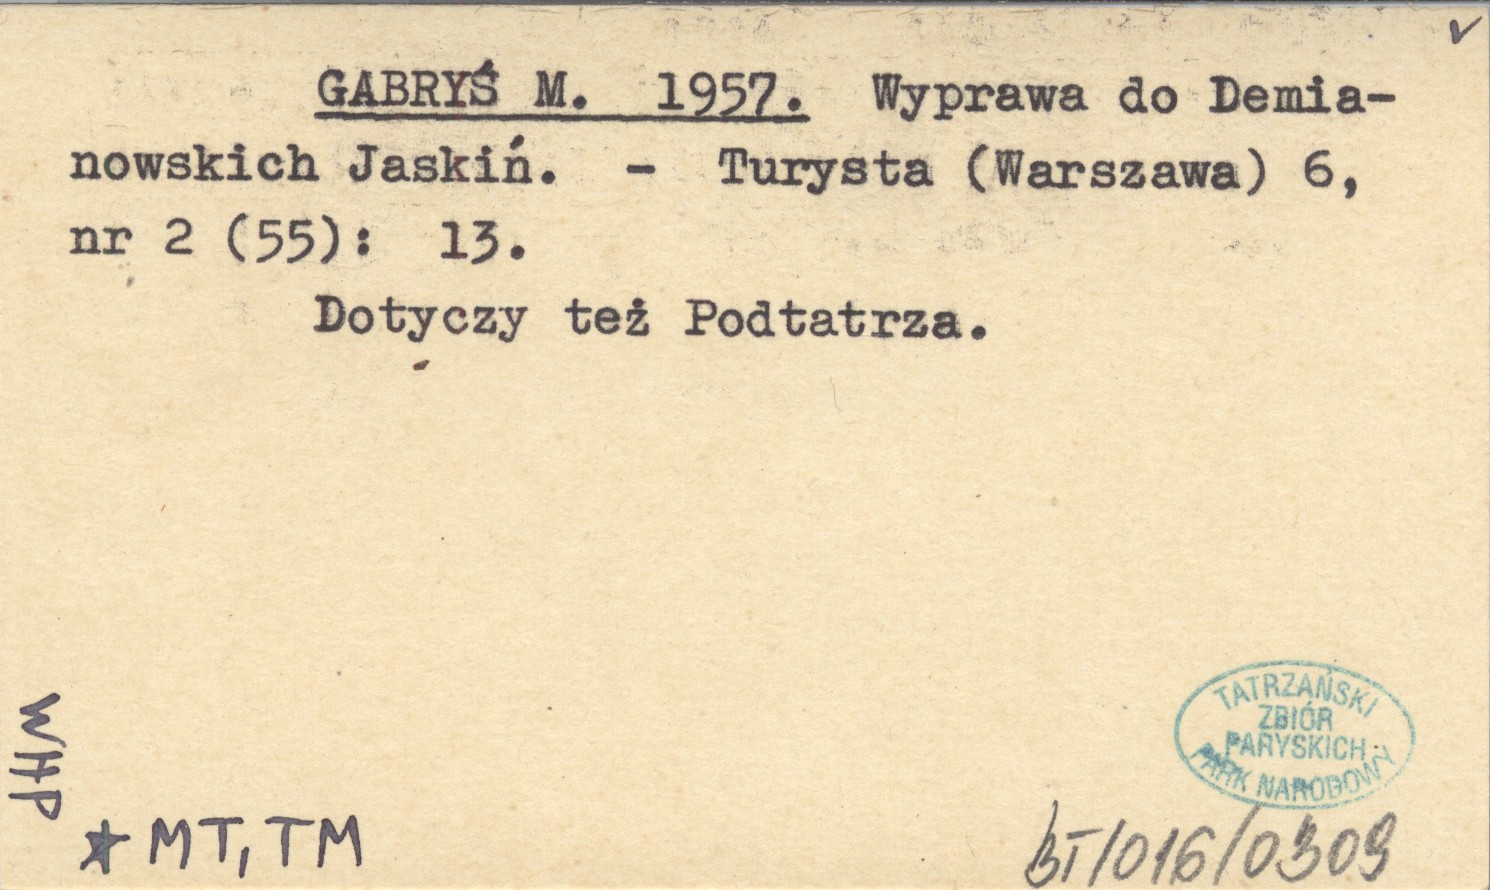 GABRYŚ M. 1957. Wyprawa do Demia-
nowskich Jaskiń. - Turysta (Warszawa) 6,
nr 2 (55): 13.
Dotyczy też Podtatrza.
WHP
MT, TM
TATRZAŃSKI
ZBIÓR
PARYSKICH
PARK NARODOWY
BT/016/0309